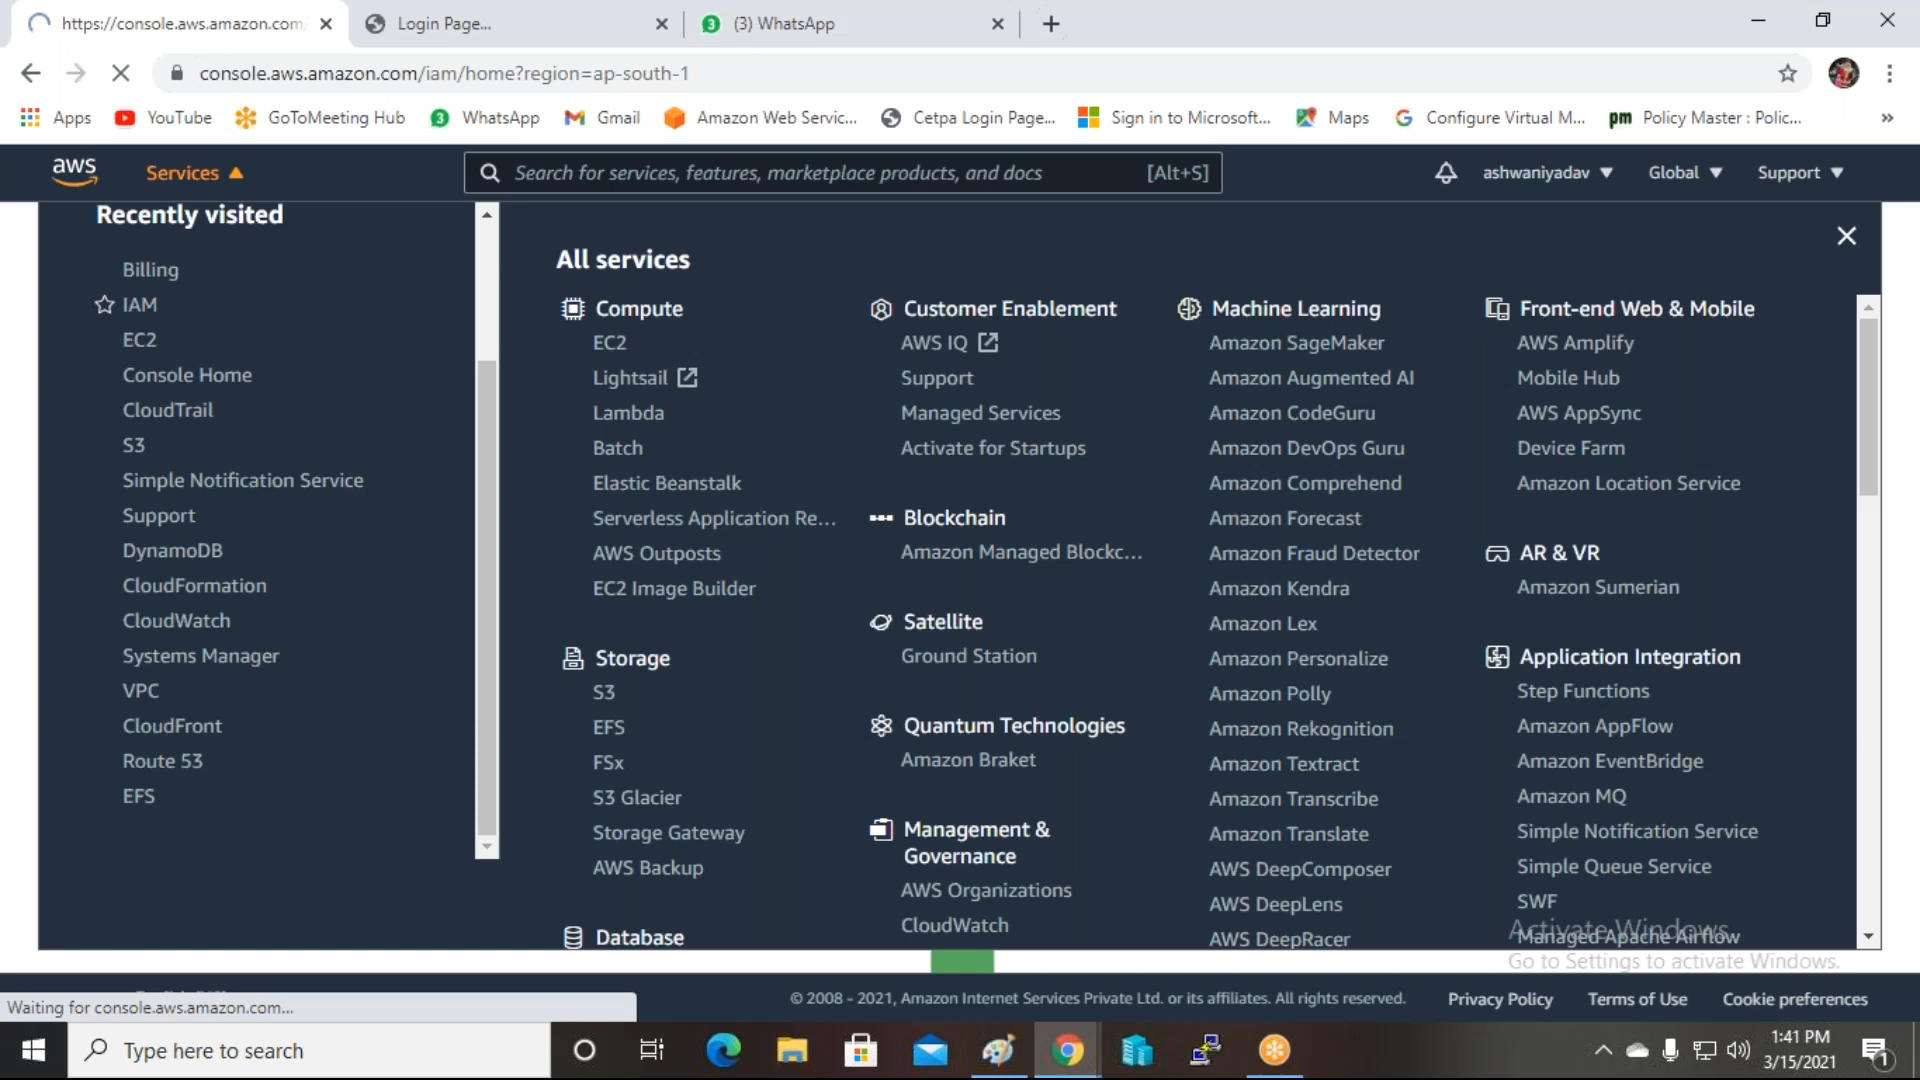 https://console.aws.amazon.com
Login Page...
3 (3) WhatsApp
console.aws.amazon.com/iam/home?region=ap-south-1
Apps
YouTube
GoToMeeting Hub
3 WhatsApp
Gmail
Amazon Web Servic...
Cetpa Login Page...
Sign in to Microsoft...
Maps
Configure Virtual M...
pm Policy Master : Polic...
»
aws
Services
Search for services, features, marketplace products, and docs [Alt+S]
ashwaniyadav
Global
Support
Recently visited
Billing
IAM
EC2
Console Home
CloudTrail
S3
Simple Notification Service
Support
DynamoDB
CloudFormation
CloudWatch
Systems Manager
VPC
CloudFront
Route 53
EFS
All services
Compute
EC2
Lightsail
Lambda
Batch
Elastic Beanstalk
Serverless Application Re...
AWS Outposts
EC2 Image Builder
Storage
S3
EFS
FSx
S3 Glacier
Storage Gateway
AWS Backup
Database
Customer Enablement
AWS IQ
Support
Managed Services
Activate for Startups
Blockchain
Amazon Managed Blockc...
Satellite
Ground Station
Quantum Technologies
Amazon Braket
Management &
Governance
AWS Organizations
CloudWatch
Machine Learning
Amazon SageMaker
Amazon Augmented AI
Amazon CodeGuru
Amazon DevOps Guru
Amazon Comprehend
Amazon Forecast
Amazon Fraud Detector
Amazon Kendra
Amazon Lex
Amazon Personalize
Amazon Polly
Amazon Rekognition
Amazon Textract
Amazon Transcribe
Amazon Translate
AWS DeepComposer
AWS DeepLens
AWS DeepRacer
Front-end Web & Mobile
AWS Amplify
Mobile Hub
AWS AppSync
Device Farm
Amazon Location Service
AR & VR
Amazon Sumerian
Application Integration
Step Functions
Amazon AppFlow
Amazon EventBridge
Amazon MQ
Simple Notification Service
Simple Queue Service
SWF
Managed Apache Airflow
Activate Windows
Go to Settings to activate Windows.
Waiting for console.aws.amazon.com...
© 2008 - 2021, Amazon Internet Services Private Ltd. or its affiliates. All rights reserved.
Privacy Policy
Terms of Use
Cookie preferences
Type here to search
1:41 PM
3/15/2021
1